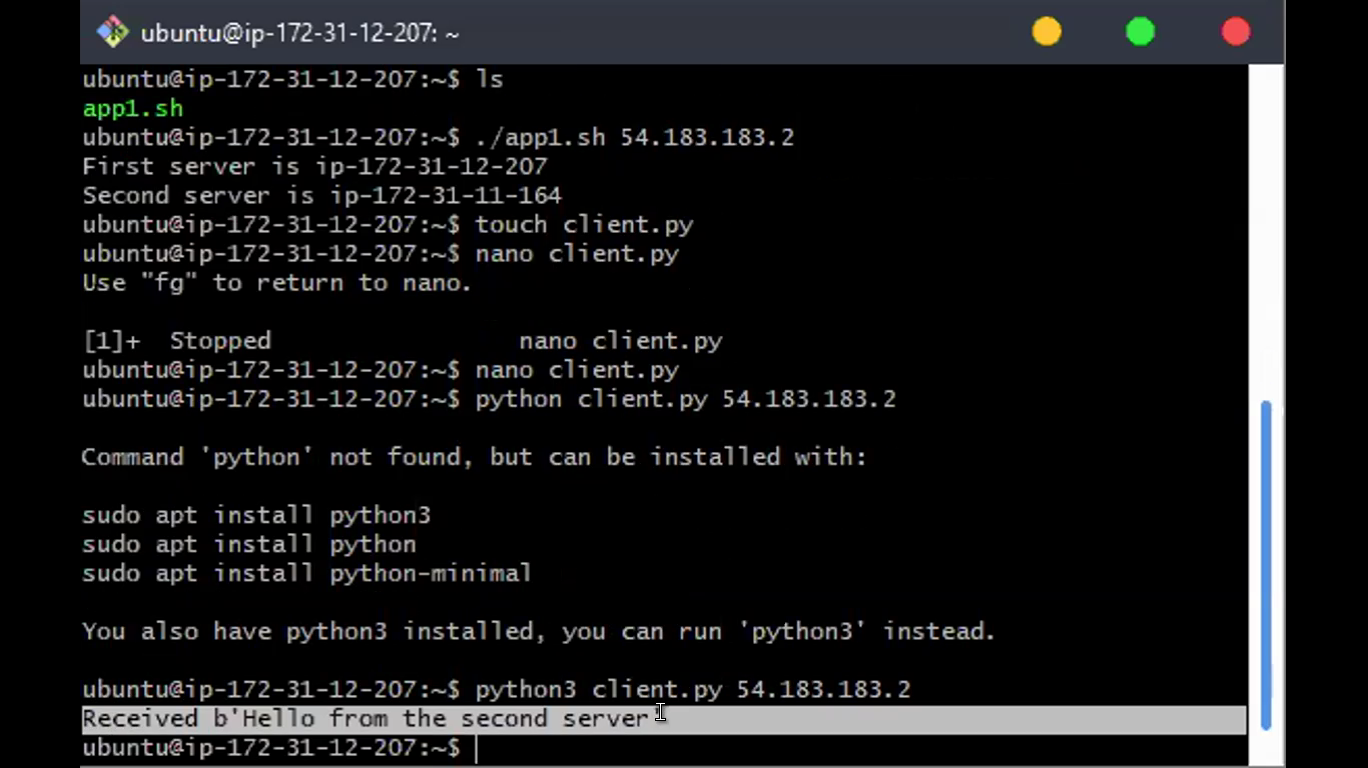 ubuntu@ip-172-31-12-207: ~
ubuntu@ip-172-31-12-207:~$ ls
app1.sh
ubuntu@ip-172-31-12-207:~$ ./app1.sh 54.183.183.2
First server is ip-172-31-12-207
Second server is ip-172-31-11-164
ubuntu@ip-172-31-12-207:~$ touch client.py
ubuntu@ip-172-31-12-207:~$ nano client.py
Use "fg" to return to nano.
[1]+  Stopped                 nano client.py
ubuntu@ip-172-31-12-207:~$ nano client.py
ubuntu@ip-172-31-12-207:~$ python client.py 54.183.183.2
Command 'python' not found, but can be installed with:
sudo apt install python3
sudo apt install python
sudo apt install python-minimal
You also have python3 installed, you can run 'python3' instead.
ubuntu@ip-172-31-12-207:~$ python3 client.py 54.183.183.2
Received b'Hello from the second server'
ubuntu@ip-172-31-12-207:~$